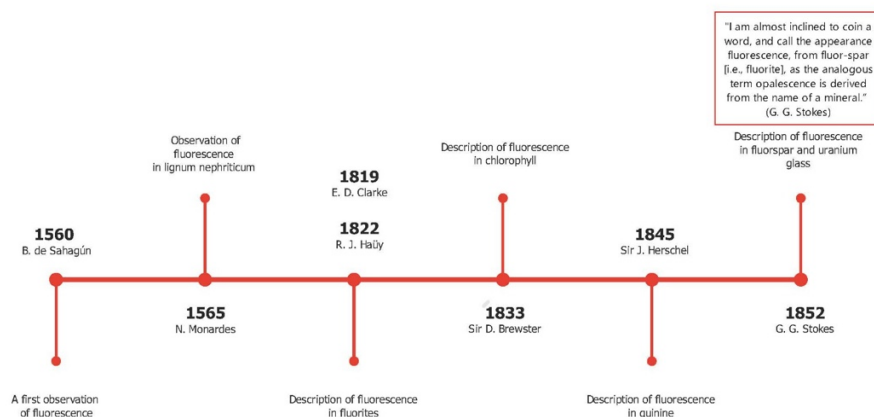 "I am almost inclined to coin a
word, and call the appearance
fluorescence, from fluor-spar
[i.e., fluorite], as the analogous
term opalescence is derived
from the name of a mineral."
(G. G. Stokes)
Observation of
fluorescence
in lignum nephriticum
Description of fluorescence
in chlorophyll
Description of fluorescence
in fluorspar and uranium
glass
1560
B. de Sahagún
1819
E. D. Clarke
1822
R. J. Haüy
1845
Sir J. Herschel
1565
N. Monardes
1833
Sir D. Brewster
1852
G. G. Stokes
A first observation
of fluorescence
Description of fluorescence
in fluorites
Description of fluorescence
in quinine